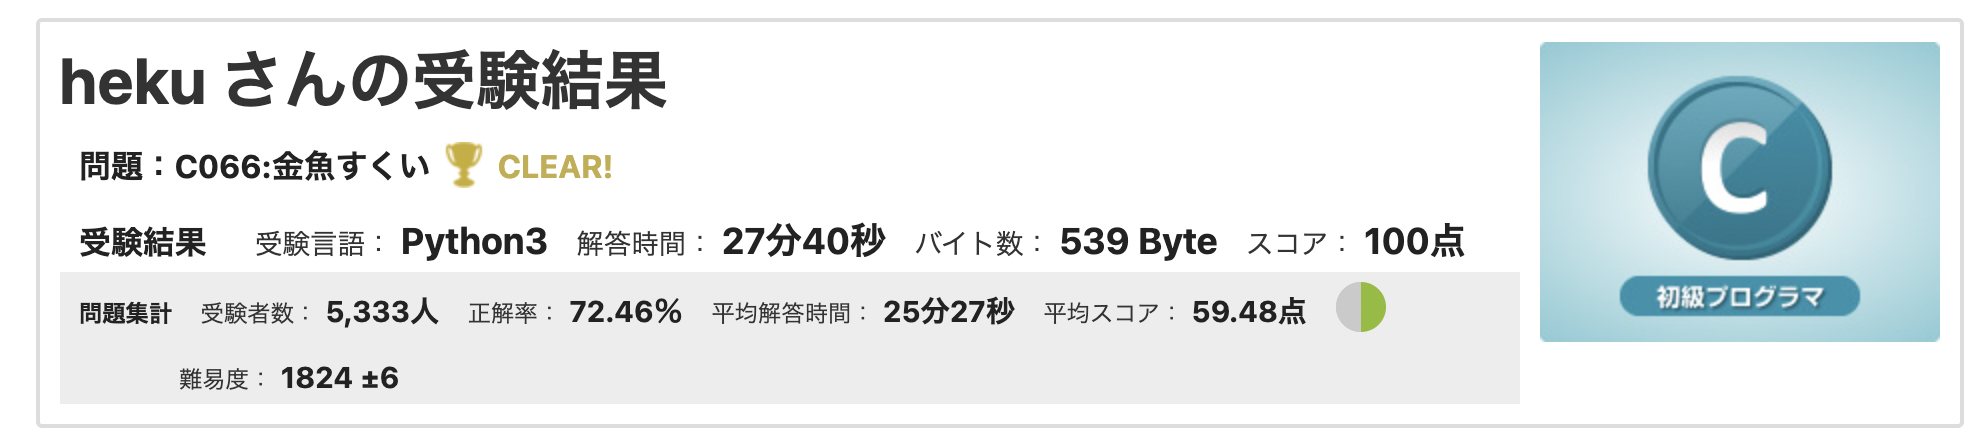 heku さんの受験結果
問題：C066:金魚すくい CLEAR!
受験結果 受験言語： Python3 解答時間： 27分40秒 バイト数： 539 Byte スコア： 100点
問題集計 受験者数： 5,333人 正解率： 72.46% 平均解答時間： 25分27秒 平均スコア： 59.48点
難易度： 1824 ±6
C
初級プログラマ